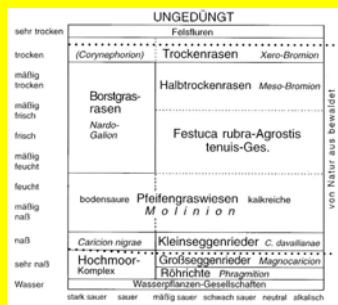 UNGEDÜNGT
sehr trocken Felsfluren
trocken (Corynephorion) Trockenrasen Xero-Bromion
mäßig
trocken
Halbtrockenrasen Meso-Bromion
Borstgras-
rasen
Nardo-
Galion
mäßig
frisch
frisch
Festuca rubra-Agrostis
tenuis-Ges.
mäßig
feucht
feucht
bodensaure Pfeifengraswiesen kalkreiche
Molinion
mäßig
naß
naß Caricion nigrae Kleinseggenrieder C. davallianae
sehr naß Hochmoor-
Komplex
Großseggenrieder Magnocaricion
Röhrichte Phragmition
Wasser Wasserpflanzen-Gesellschaften
stark sauer sauer mäßig sauer schwach sauer neutral alkalisch
von Natur aus bewaldet